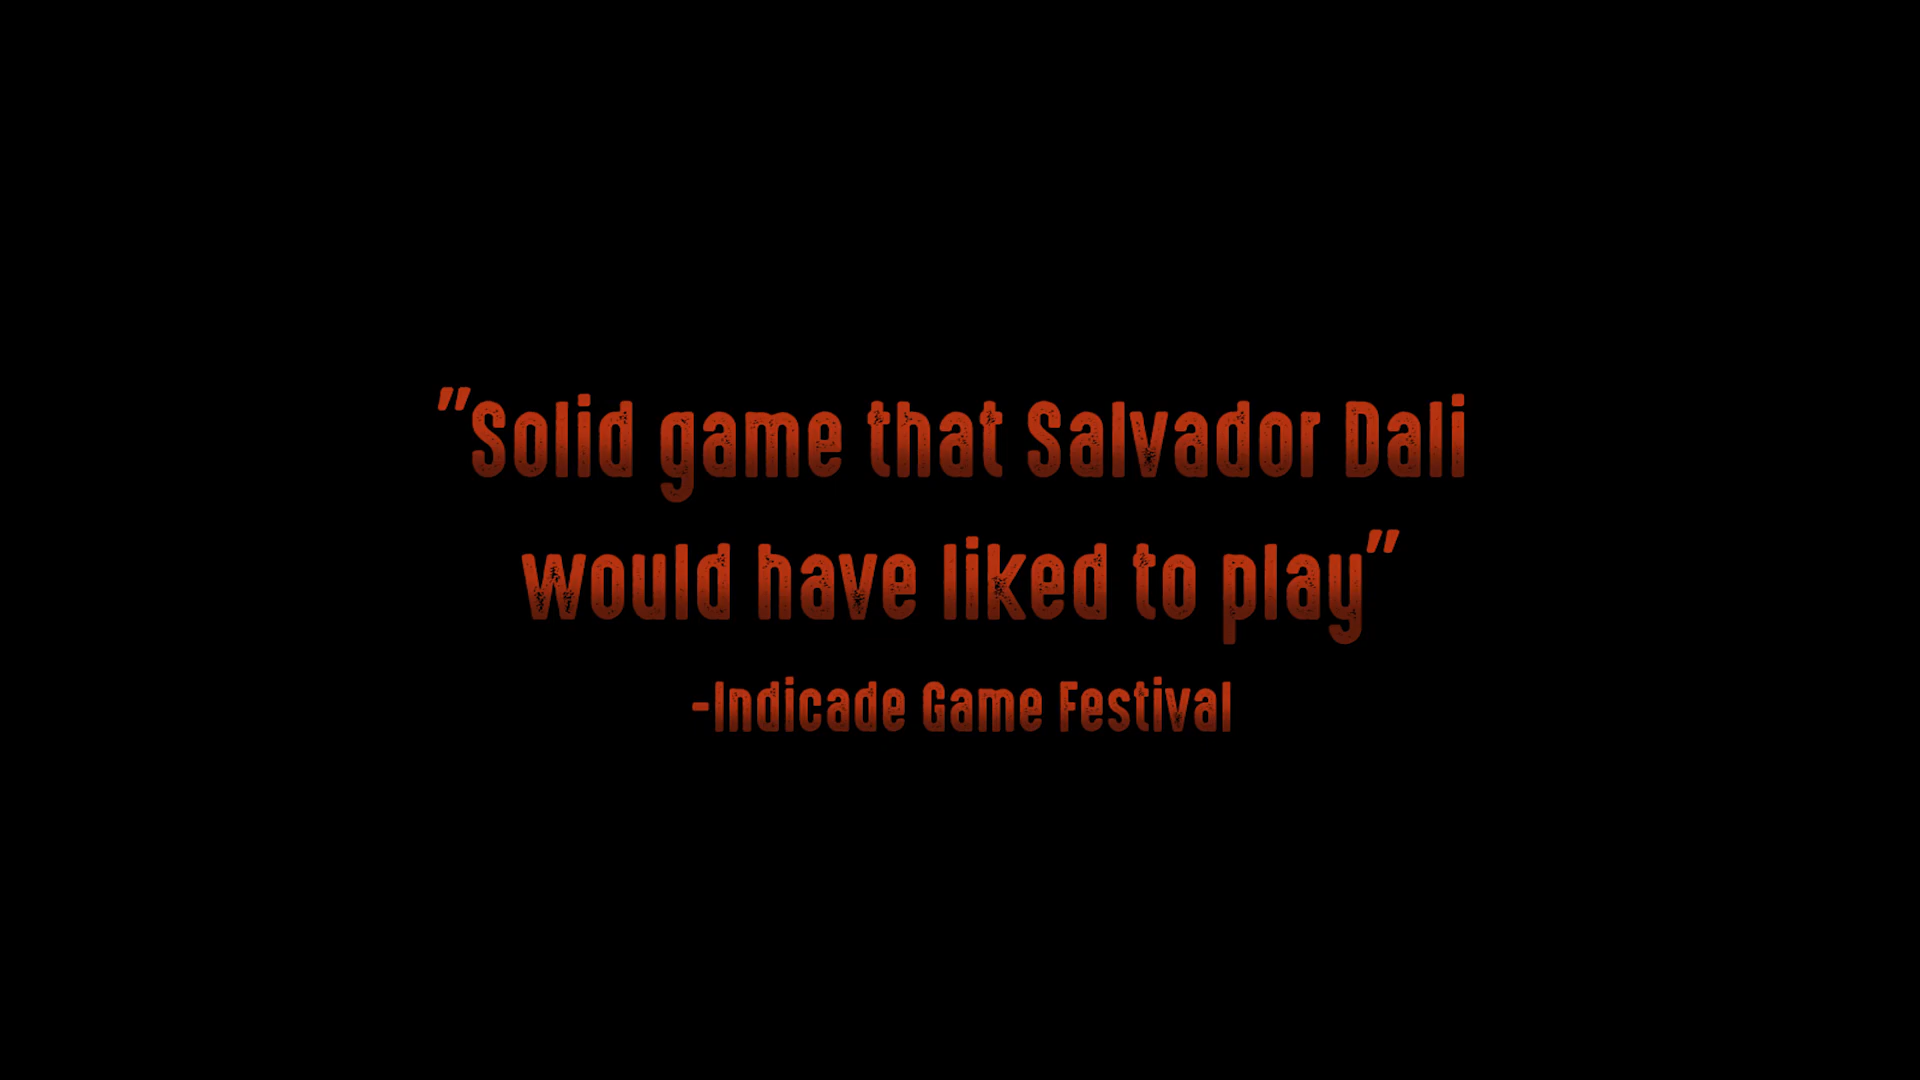 "Solid game that Salvador Dali
would have liked to play"
-Indicade Game Festival